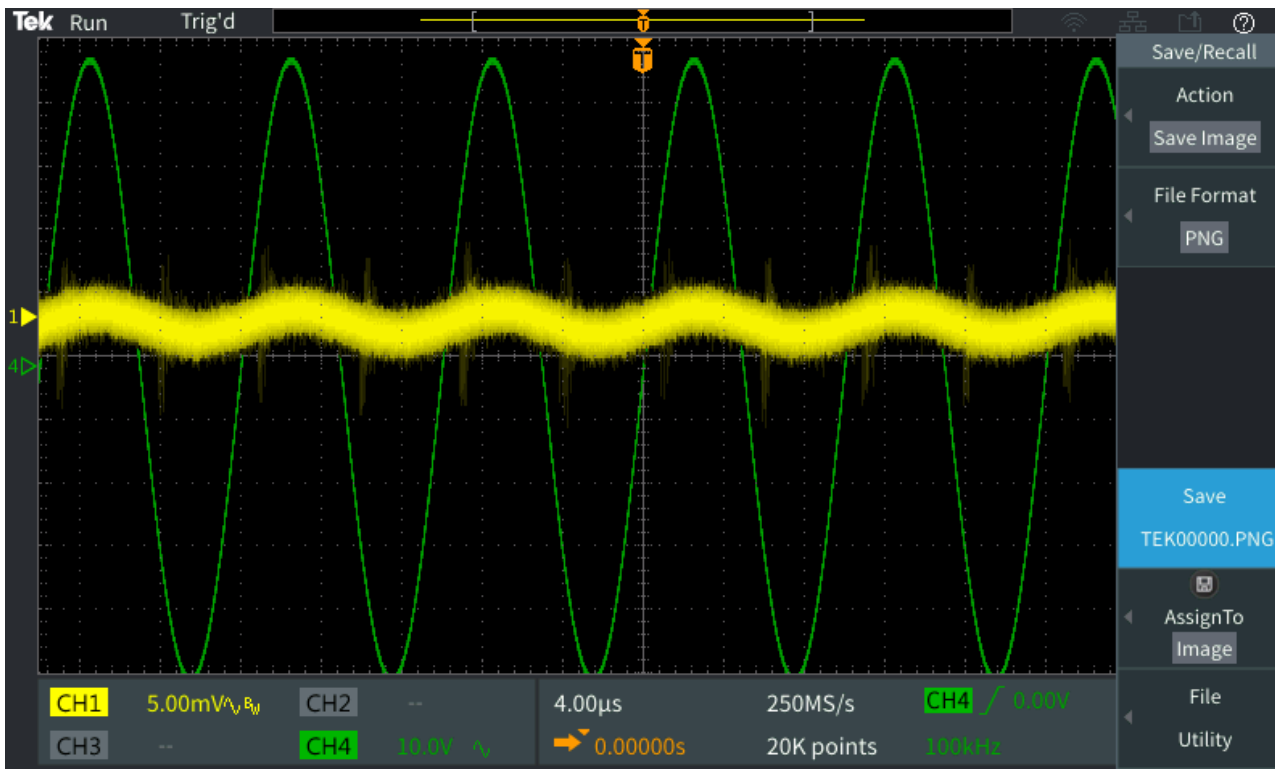 Tek Run Trig'd
T
T
1
4
Save/Recall
Action
Save Image
File Format
PNG
Save
TEK00000.PNG
AssignTo
Image
File
Utility
CH1 5.00mV BW CH2 -- 4.00µs 250MS/s CH4 0.00V
CH3 -- CH4 10.0V 0.00000s 20K points 100kHz